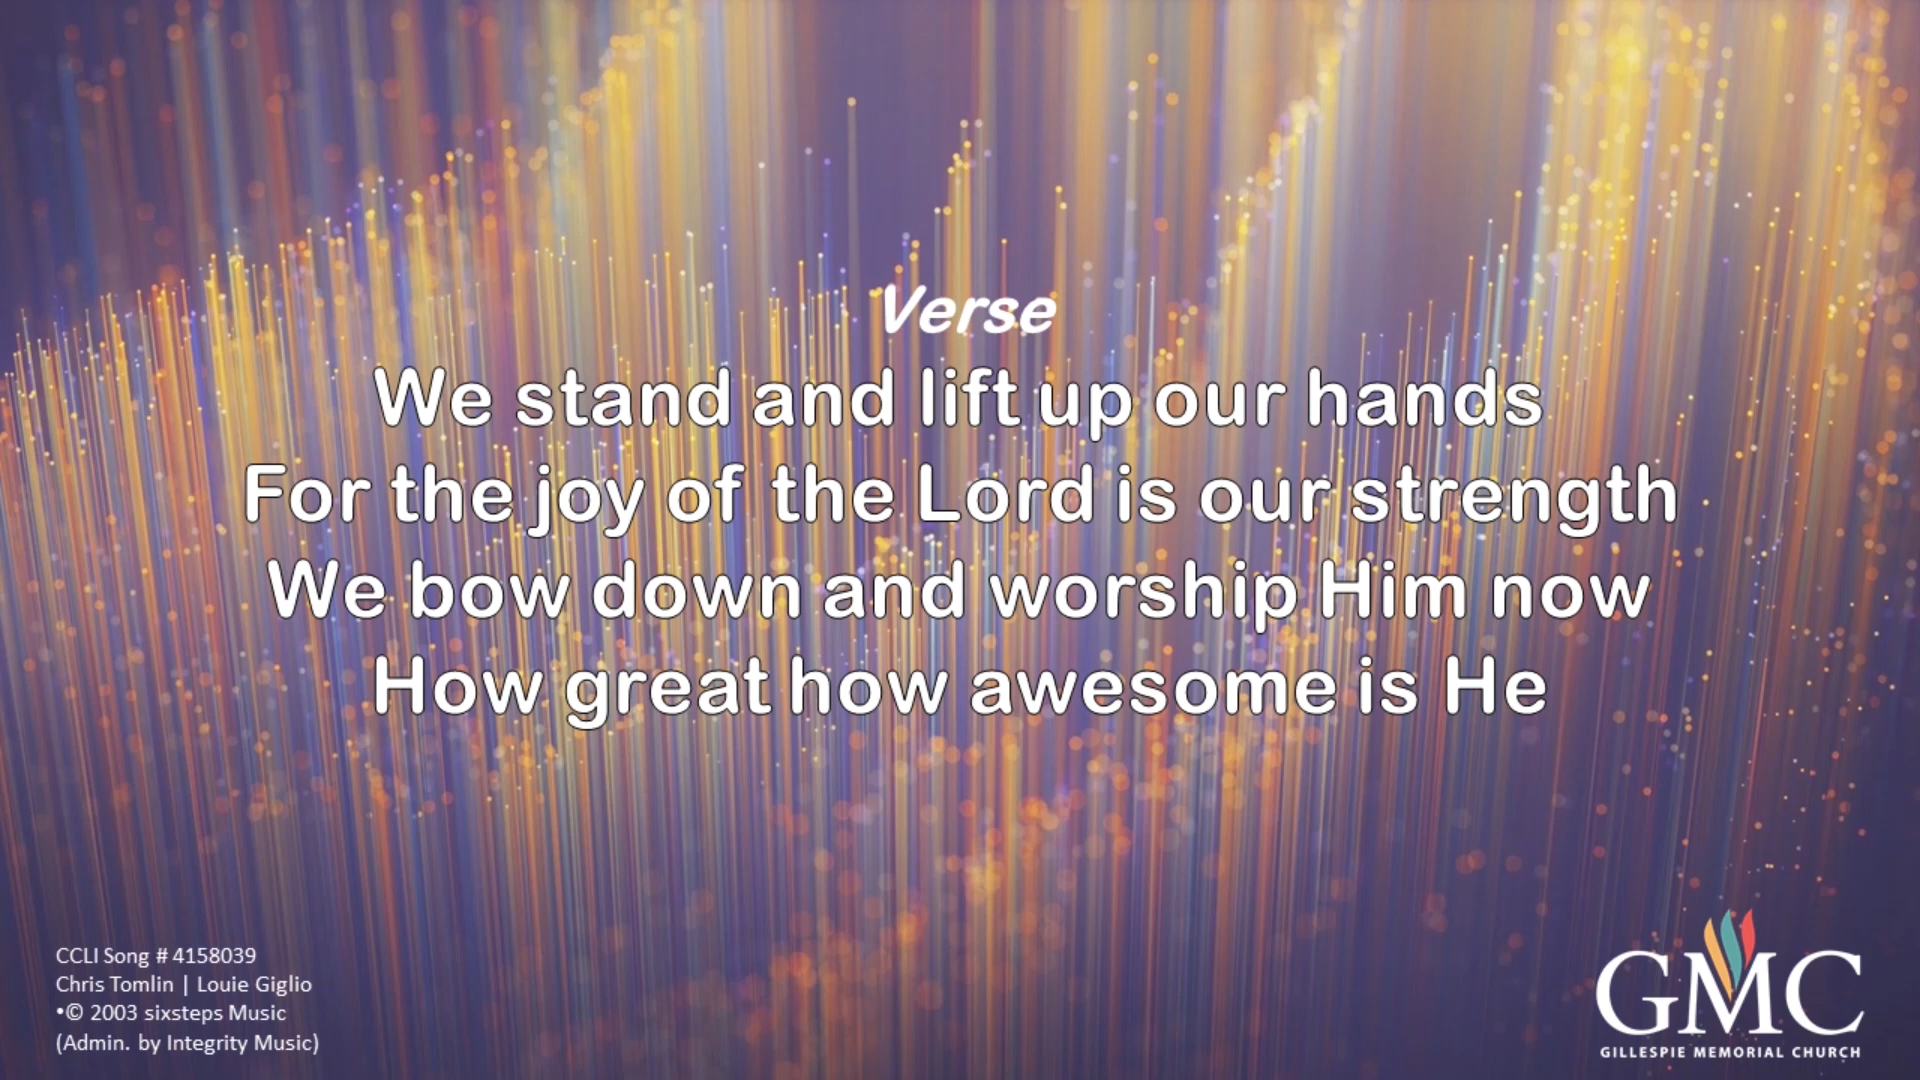 Verse
We stand and lift up our hands
For the joy of the Lord is our strength
We bow down and worship Him now
How great how awesome is He
CCLI Song # 4158039
Chris Tomlin | Louie Giglio
•© 2003 sixsteps Music
(Admin. by Integrity Music)
GMC
GILLESPIE MEMORIAL CHURCH